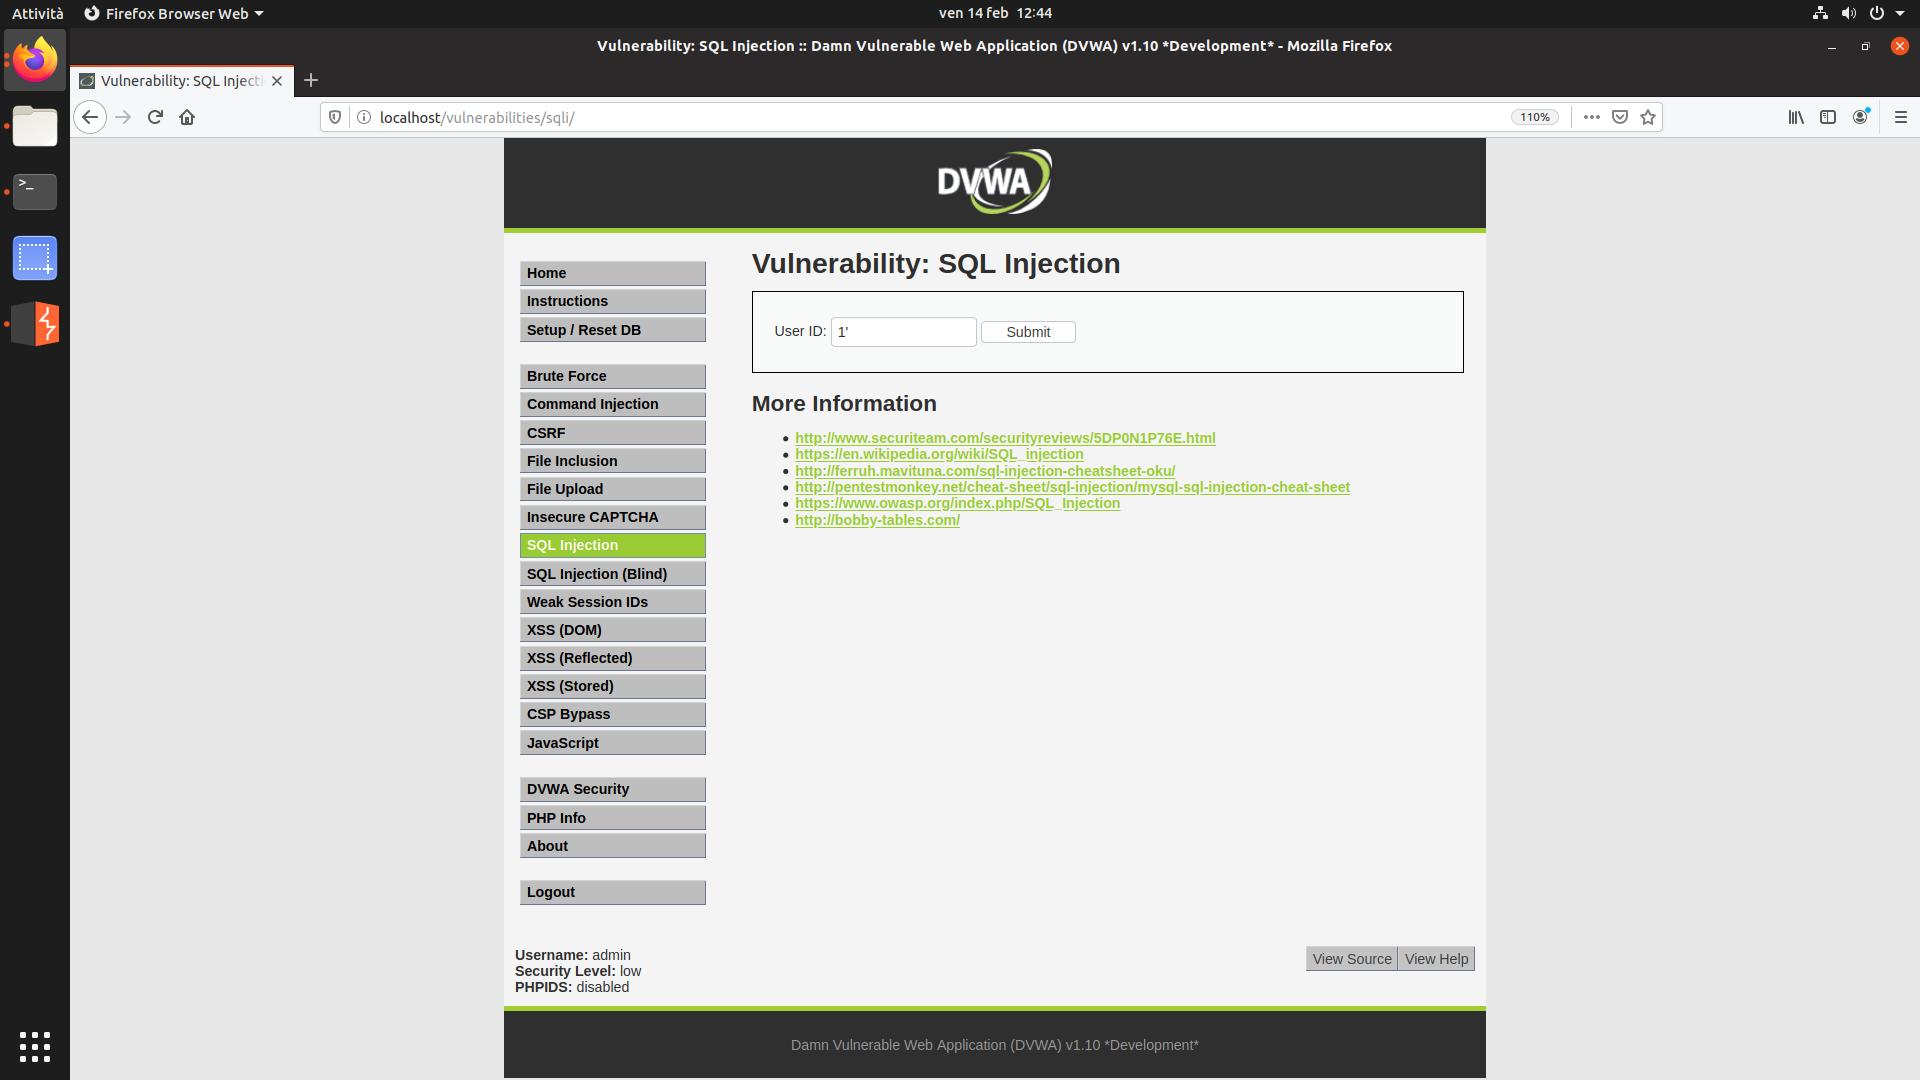 Attività
Firefox Browser Web
ven 14 feb 12:44
Vulnerability: SQL Injection :: Damn Vulnerable Web Application (DVWA) v1.10 *Development* - Mozilla Firefox
Vulnerability: SQL Injecti
localhost/vulnerabilities/sqli/
110%
>_
DVWA
Home
Instructions
Setup / Reset DB
Brute Force
Command Injection
CSRF
File Inclusion
File Upload
Insecure CAPTCHA
SQL Injection
SQL Injection (Blind)
Weak Session IDs
XSS (DOM)
XSS (Reflected)
XSS (Stored)
CSP Bypass
JavaScript
DVWA Security
PHP Info
About
Logout
Vulnerability: SQL Injection
User ID: 1' Submit
More Information
http://www.securiteam.com/securityreviews/5DP0N1P76E.html
https://en.wikipedia.org/wiki/SQL_injection
http://ferruh.mavituna.com/sql-injection-cheatsheet-oku/
http://pentestmonkey.net/cheat-sheet/sql-injection/mysql-sql-injection-cheat-sheet
https://www.owasp.org/index.php/SQL_Injection
http://bobby-tables.com/
Username: admin
Security Level: low
PHPIDS: disabled
View Source View Help
Damn Vulnerable Web Application (DVWA) v1.10 *Development*